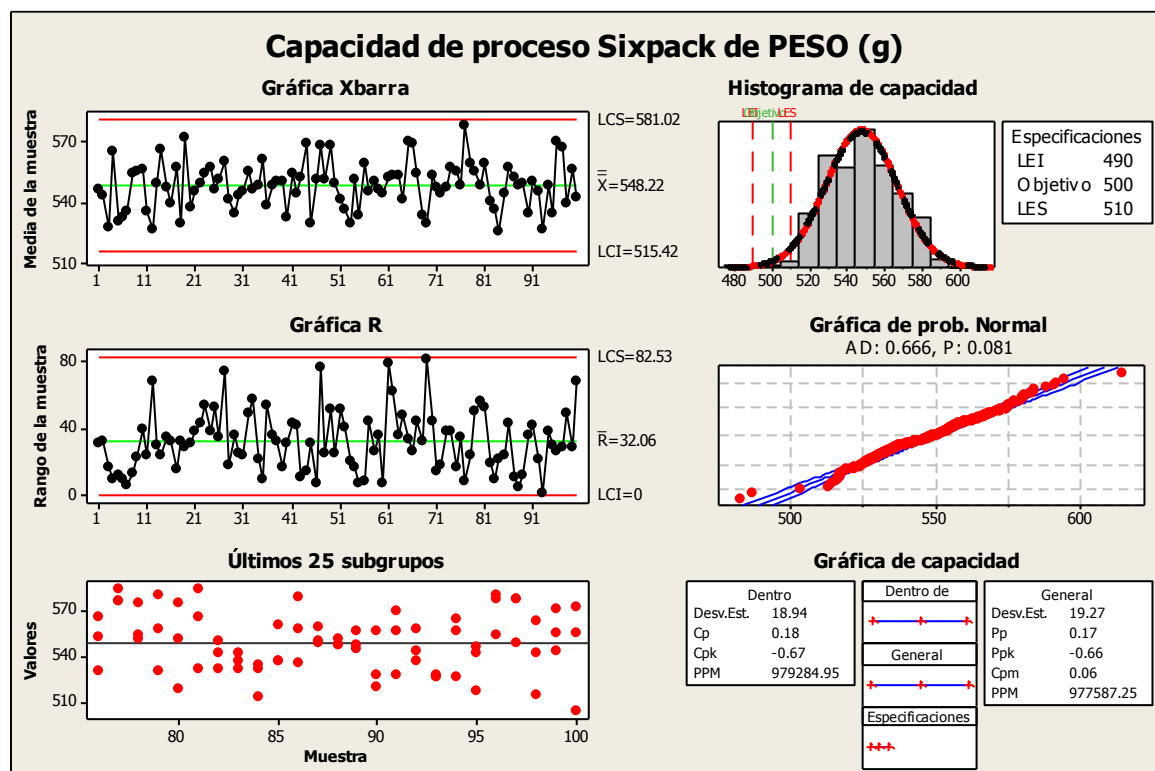 Capacidad de proceso Sixpack de PESO (g)
Gráfica Xbarra
Media de la muestra
570
540
510
1 11 21 31 41 51 61 71 81 91
LCS=581.02
X=548.22
LCI=515.42
Gráfica R
Rango de la muestra
80
40
0
1 11 21 31 41 51 61 71 81 91
LCS=82.53
R=32.06
LCI=0
Últimos 25 subgrupos
Valores
570
540
510
80 85 90 95 100
Muestra
Histograma de capacidad
LEI Objetivo LES
480 500 520 540 560 580 600
Especificaciones
LEI 490
Objetivo 500
LES 510
Gráfica de prob. Normal
AD: 0.666, P: 0.081
500 550 600
Gráfica de capacidad
Dentro
Desv.Est. 18.94
Cp 0.18
Cpk -0.67
PPM 979284.95
Dentro de
General
Especificaciones
General
Desv.Est. 19.27
Pp 0.17
Ppk -0.66
Cpm 0.06
PPM 977587.25